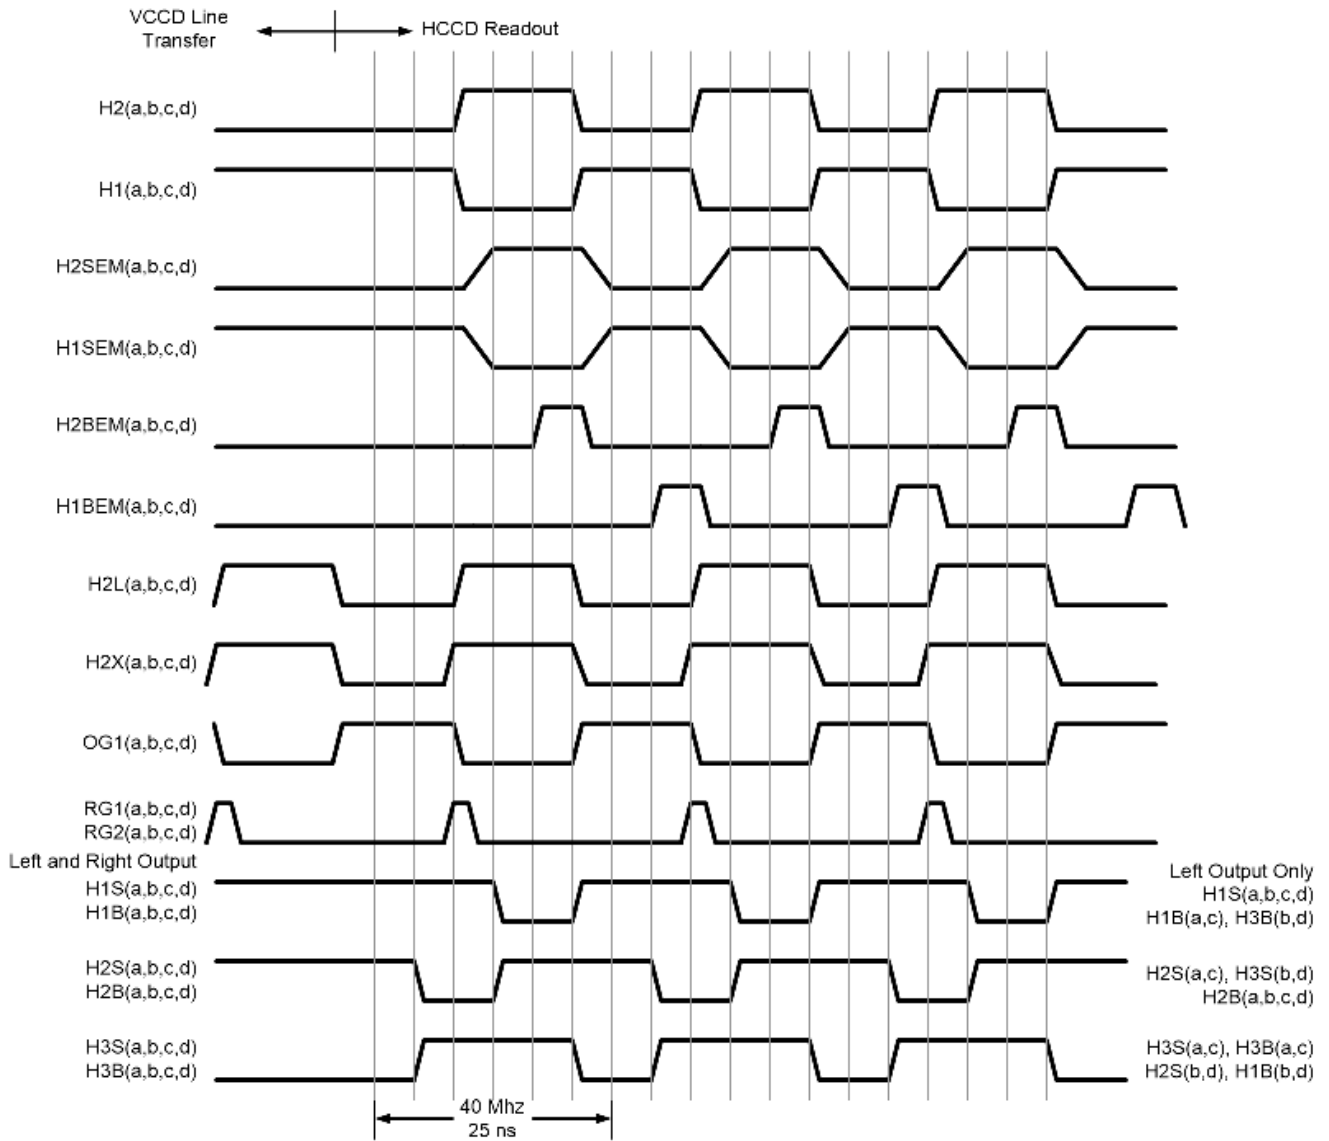 VCCD Line
Transfer
HCCD Readout
H2(a,b,c,d)
H1(a,b,c,d)
H2SEM(a,b,c,d)
H1SEM(a,b,c,d)
H2BEM(a,b,c,d)
H1BEM(a,b,c,d)
H2L(a,b,c,d)
H2X(a,b,c,d)
OG1(a,b,c,d)
RG1(a,b,c,d)
RG2(a,b,c,d)
Left and Right Output
H1S(a,b,c,d)
H1B(a,b,c,d)
Left Output Only
H1S(a,b,c,d)
H1B(a,c), H3B(b,d)
H2S(a,b,c,d)
H2B(a,b,c,d)
H2S(a,c), H3S(b,d)
H2B(a,b,c,d)
H3S(a,b,c,d)
H3B(a,b,c,d)
H3S(a,c), H3B(a,c)
H2S(b,d), H1B(b,d)
40 Mhz
25 ns